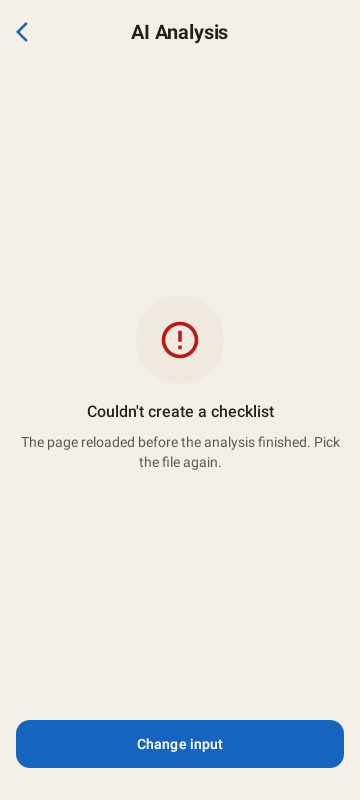 AI Analysis
Couldn't create a checklist
The page reloaded before the analysis finished. Pick
the file again.
Change input